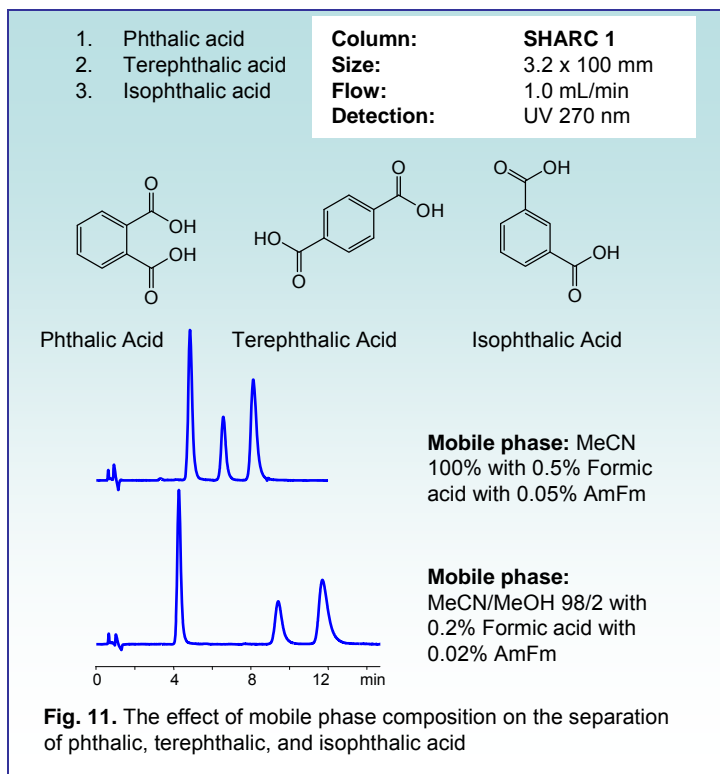 1. Phthalic acid
2. Terephthalic acid
3. Isophthalic acid
Column: SHARC 1
Size: 3.2 x 100 mm
Flow: 1.0 mL/min
Detection: UV 270 nm
O
OH
OH
O
O
OH
HO
O
O
OH
OH
O
Phthalic Acid
Terephthalic Acid
Isophthalic Acid
Mobile phase: MeCN
100% with 0.5% Formic
acid with 0.05% AmFm
Mobile phase:
MeCN/MeOH 98/2 with
0.2% Formic acid with
0.02% AmFm
0 4 8 12 min
Fig. 11. The effect of mobile phase composition on the separation
of phthalic, terephthalic, and isophthalic acid